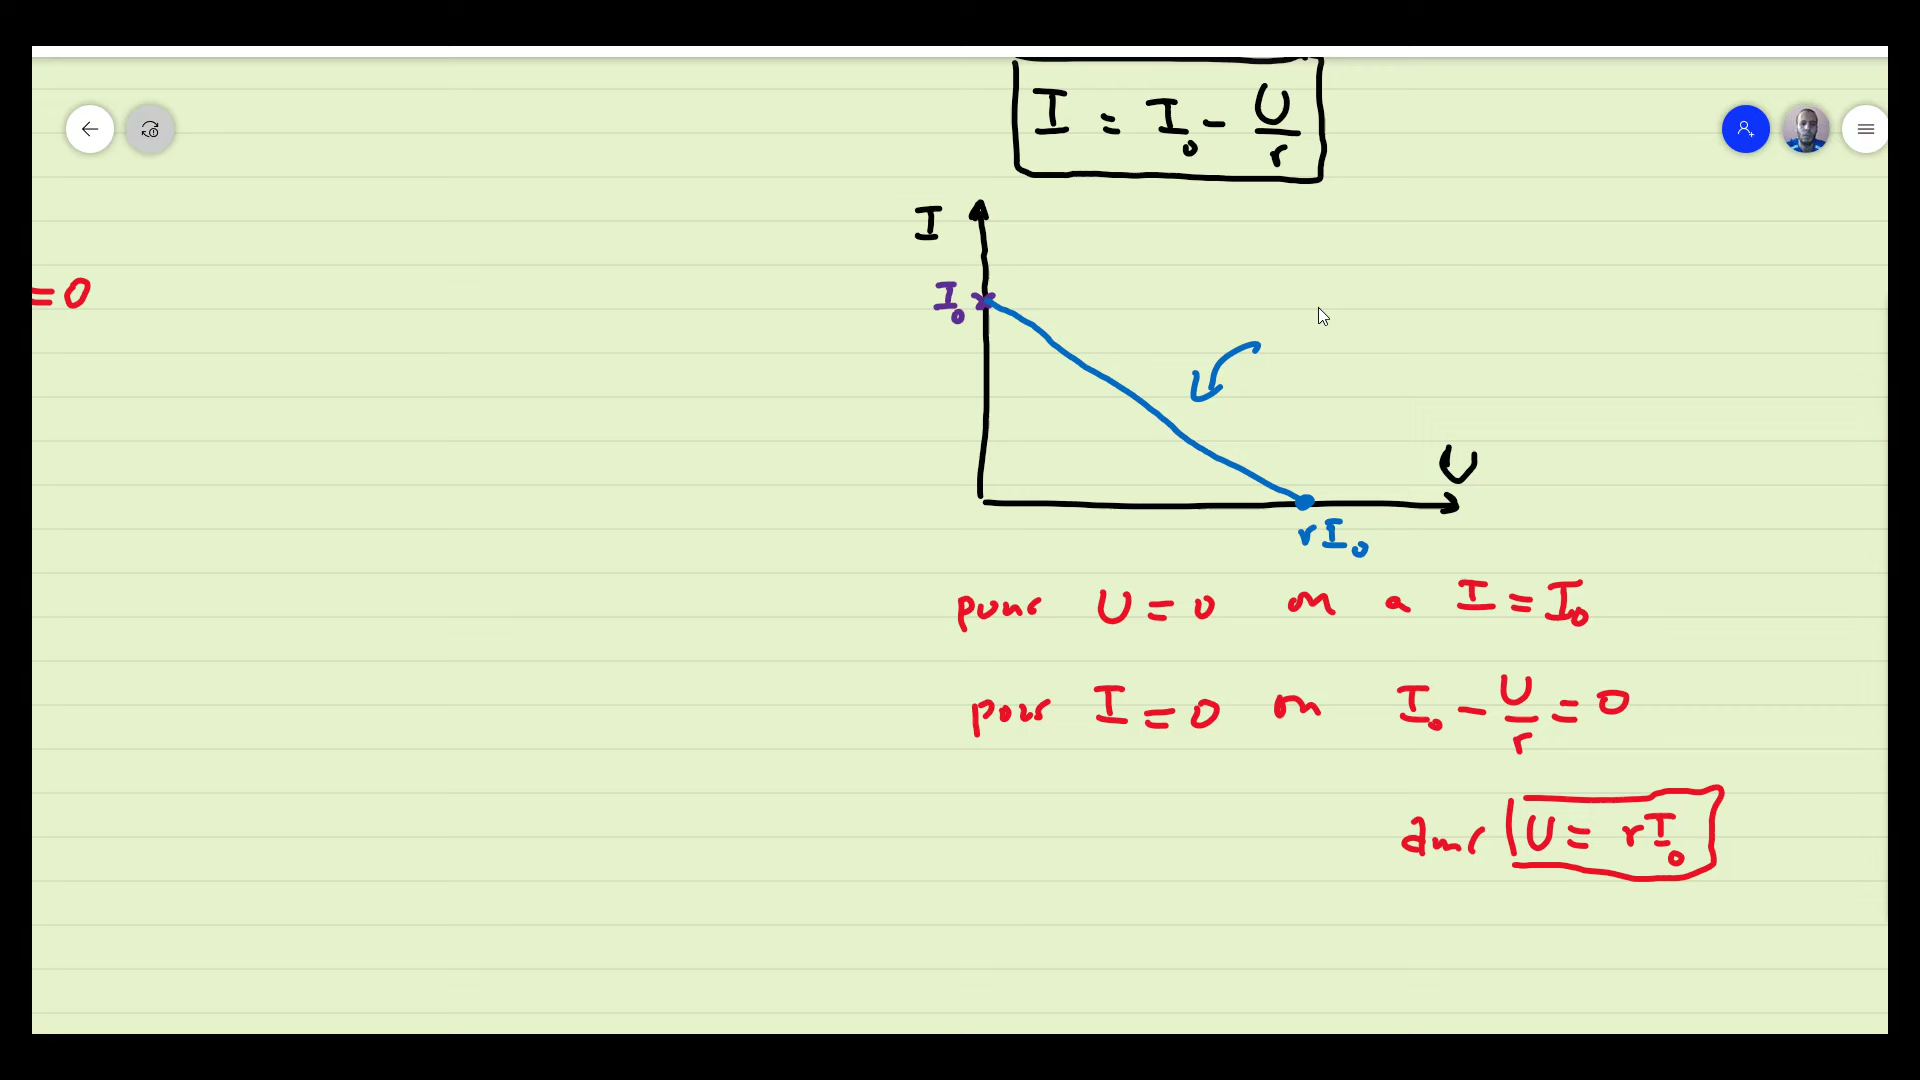 I = I₀ - U/r
I
= 0
I₀
U
rI₀
pour U = 0 on a I = I₀
pour I = 0 on I₀ - U/r = 0
donc U = rI₀